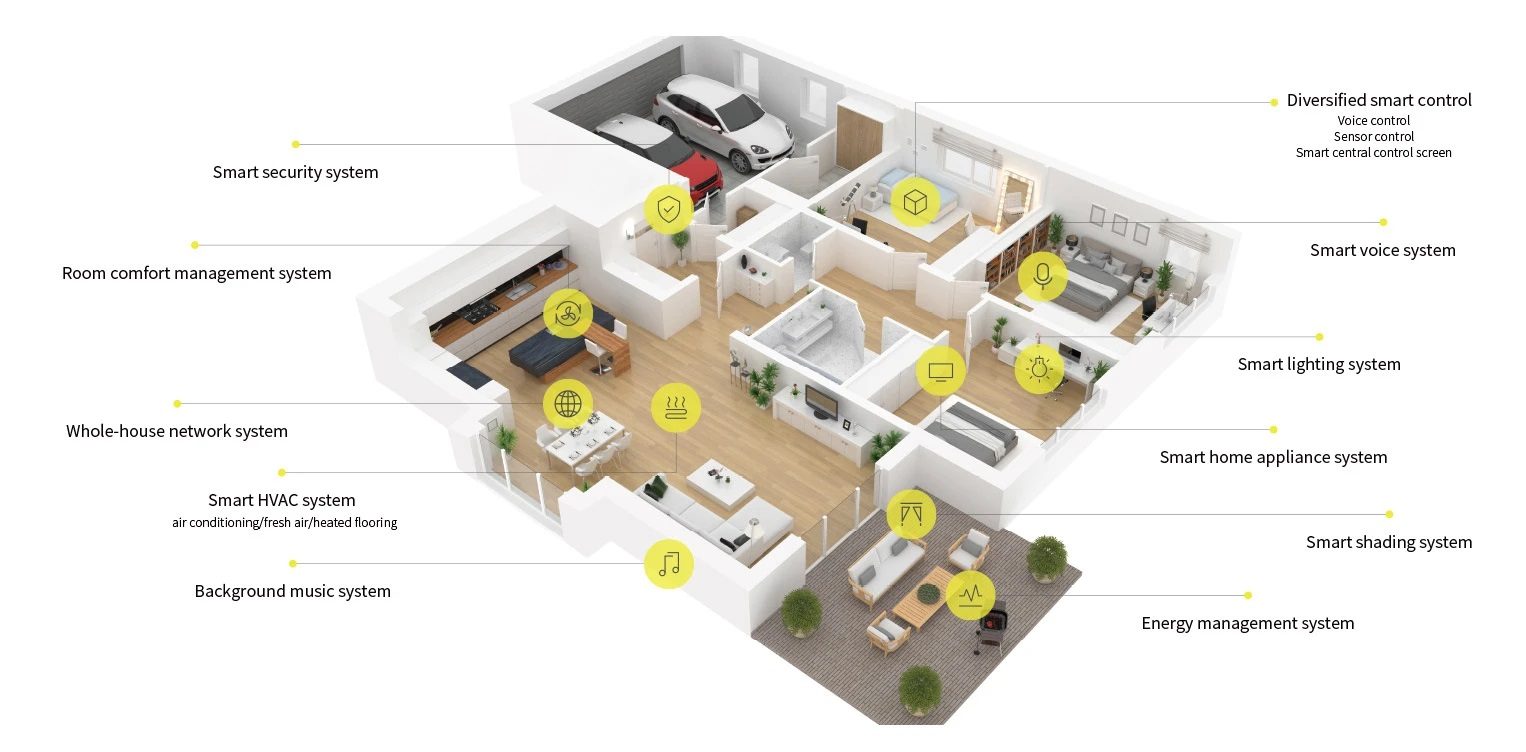 Smart security system
Room comfort management system
Whole-house network system
Smart HVAC system
air conditioning/fresh air/heated flooring
Background music system
Diversified smart control
Voice control
Sensor control
Smart central control screen
Smart voice system
Smart lighting system
Smart home appliance system
Smart shading system
Energy management system